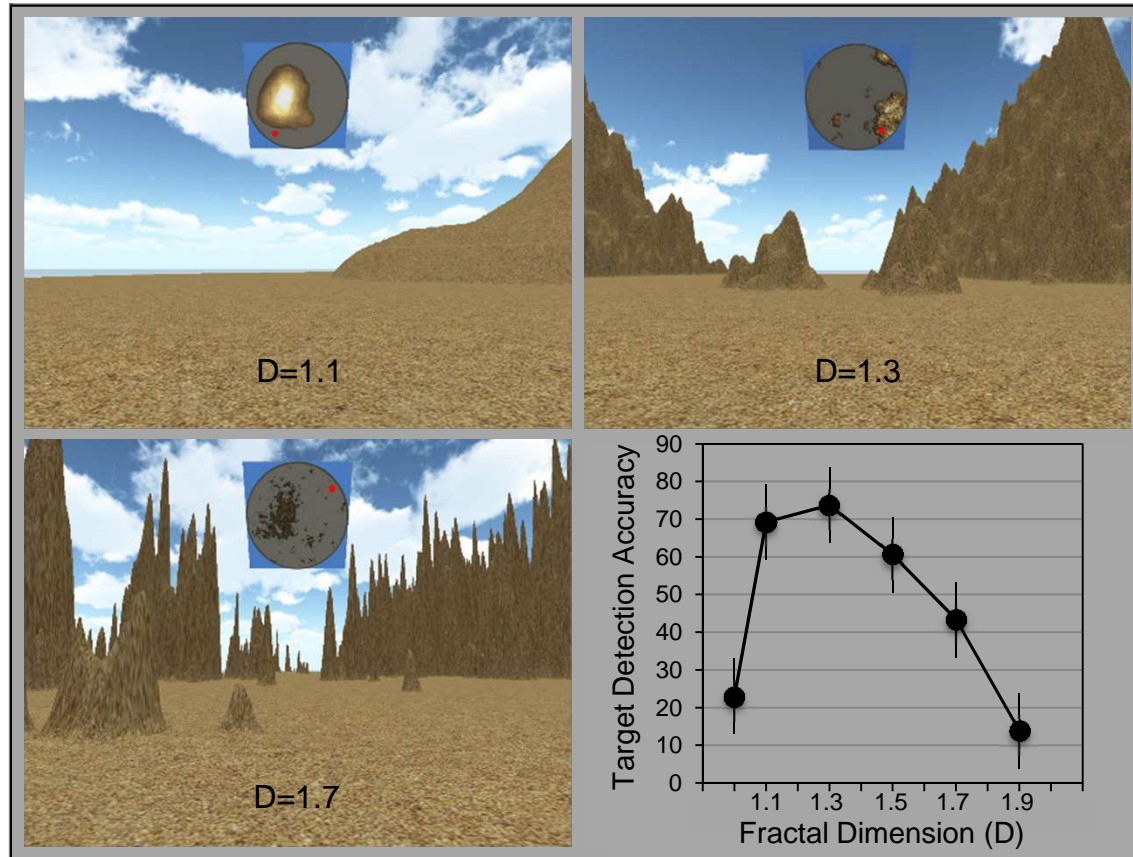 D=1.1
D=1.3
D=1.7
Target Detection Accuracy
90
80
70
60
50
40
30
20
10
0
1.1 1.3 1.5 1.7 1.9
Fractal Dimension (D)